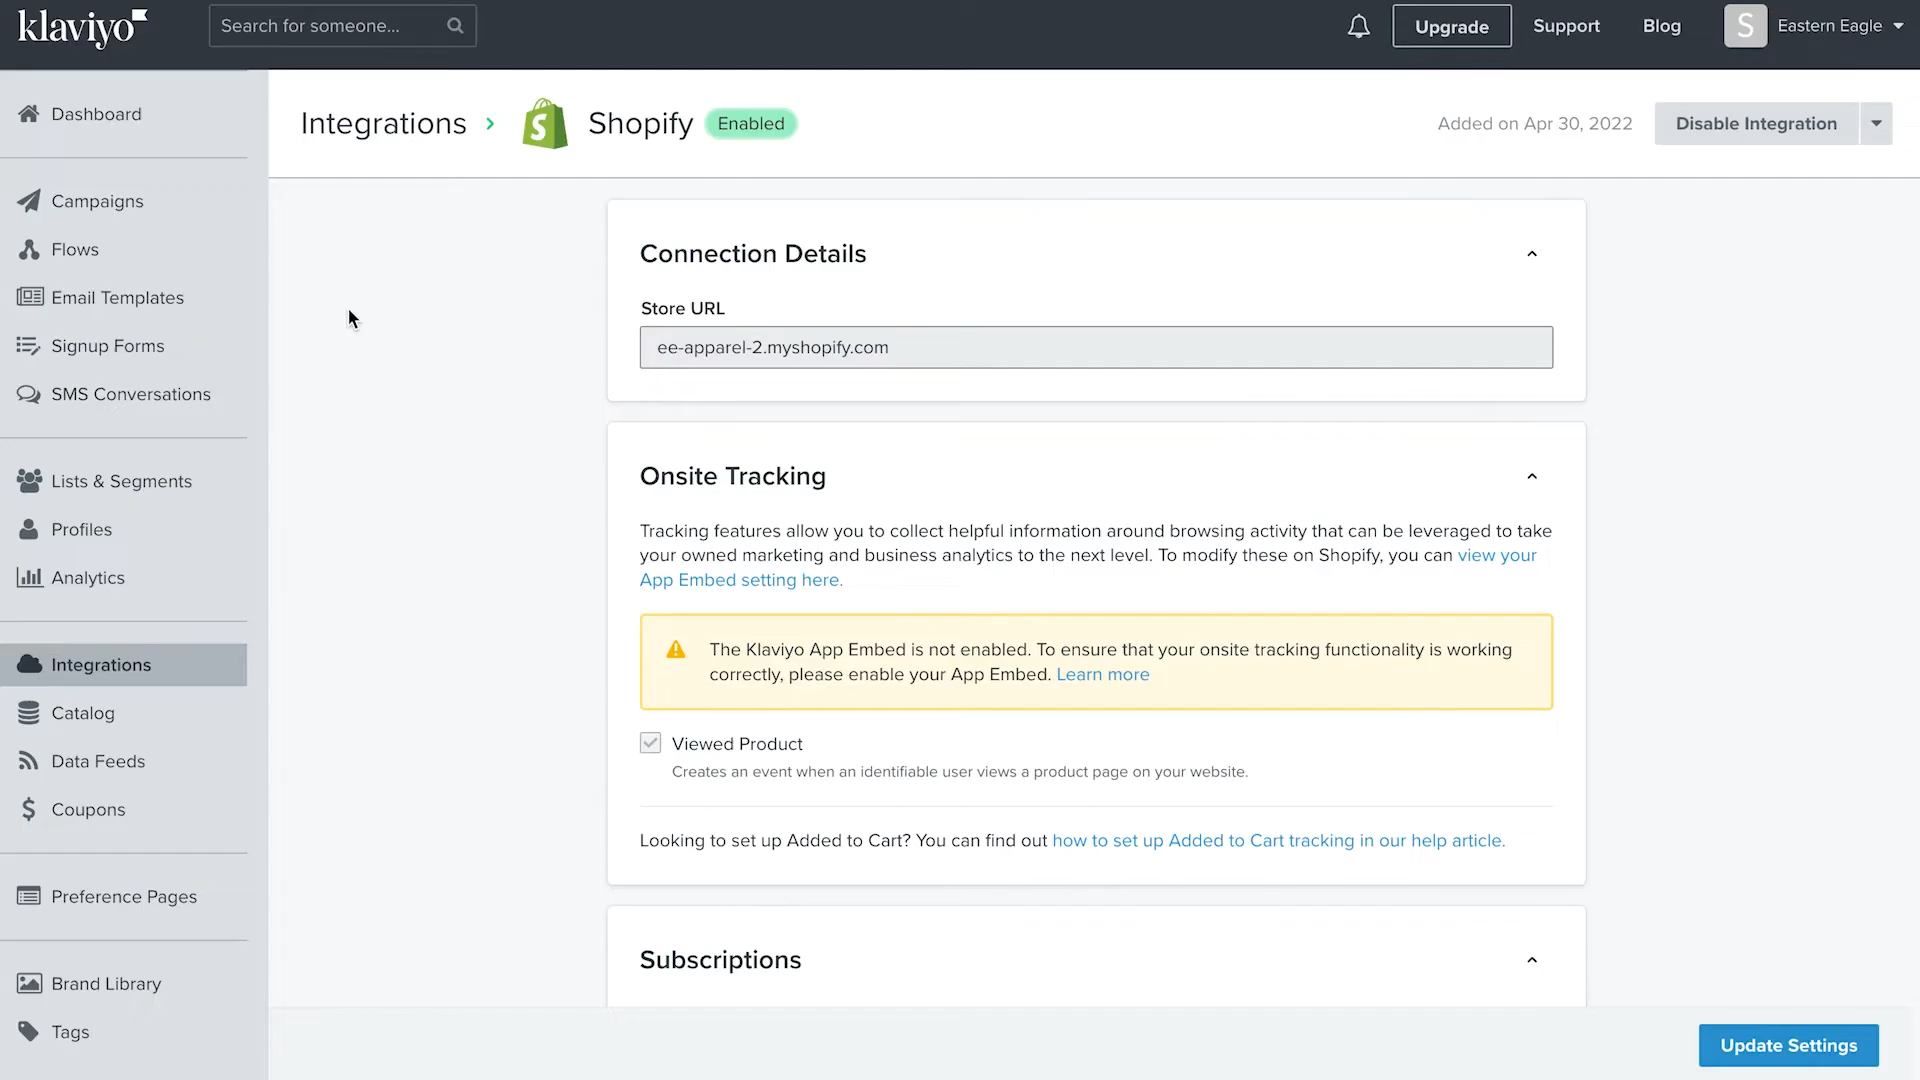 klaviyo
Search for someone...
Upgrade
Support
Blog
S
Eastern Eagle
Dashboard
Campaigns
Flows
Email Templates
Signup Forms
SMS Conversations
Lists & Segments
Profiles
Analytics
Integrations
Catalog
Data Feeds
Coupons
Preference Pages
Brand Library
Tags
Integrations > Shopify Enabled
Added on Apr 30, 2022
Disable Integration
Connection Details
Store URL
ee-apparel-2.myshopify.com
Onsite Tracking
Tracking features allow you to collect helpful information around browsing activity that can be leveraged to take
your owned marketing and business analytics to the next level. To modify these on Shopify, you can view your
App Embed setting here.
The Klaviyo App Embed is not enabled. To ensure that your onsite tracking functionality is working
correctly, please enable your App Embed. Learn more
Viewed Product
Creates an event when an identifiable user views a product page on your website.
Looking to set up Added to Cart? You can find out how to set up Added to Cart tracking in our help article.
Subscriptions
Update Settings